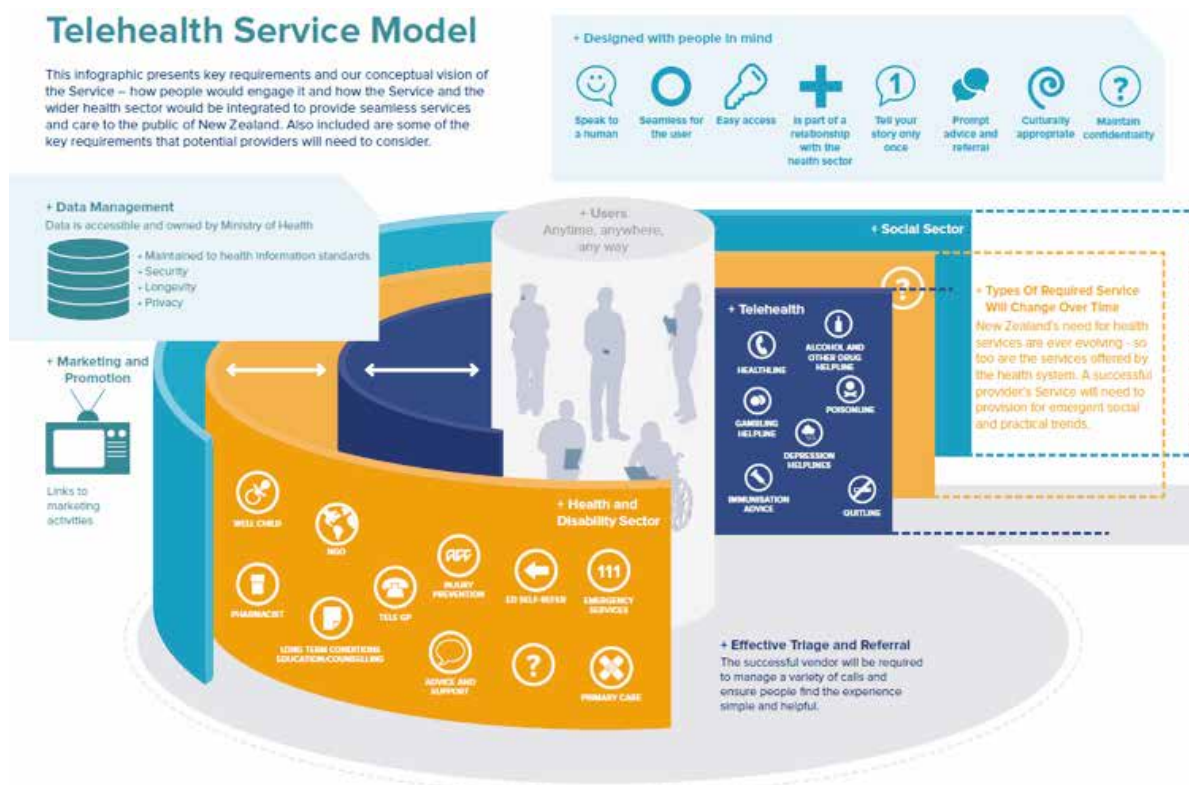 Telehealth Service Model
This infographic presents key requirements and our conceptual vision of
the Service – how people would engage it and how the Service and the
wider health sector would be integrated to provide seamless services
and care to the public of New Zealand. Also included are some of the
key requirements that potential providers will need to consider.
+ Designed with people in mind
Speak to
a human
Seamless for
the user
Easy access
Is part of a
relationship
with the
health sector
1
Tell your
story only
once
Prompt
advice and
referral
Culturally
appropriate
?
Maintain
confidentiality
+ Data Management
Data is accessible and owned by Ministry of Health
• Maintained to health information standards
• Security
• Longevity
• Privacy
+ Marketing and
Promotion
Links to
marketing
activities
+ Users
Anytime, anywhere,
any way
+ Social Sector
?
+ Telehealth
HEALTHLINE
ALCOHOL AND
OTHER DRUG
HELPLINE
GAMBLING
HELPLINE
POISONLINE
DEPRESSION
HELPLINES
IMMUNISATION
ADVICE
QUITLINE
+ Types Of Required Service
Will Change Over Time
New Zealand's need for health
services are ever evolving - so
too are the services offered by
the health system. A successful
provider's Service will need to
provision for emergent social
and practical trends.
+ Health and
Disability Sector
WELL CHILD
NGO
PHARMACIST
LONG TERM CONDITIONS
EDUCATION/COUNSELLING
TELE GP
INJURY
PREVENTION
ED SELF-REFER
111
EMERGENCY
SERVICES
ADVICE AND
SUPPORT
?
PRIMARY CARE
+ Effective Triage and Referral
The successful vendor will be required
to manage a variety of calls and
ensure people find the experience
simple and helpful.